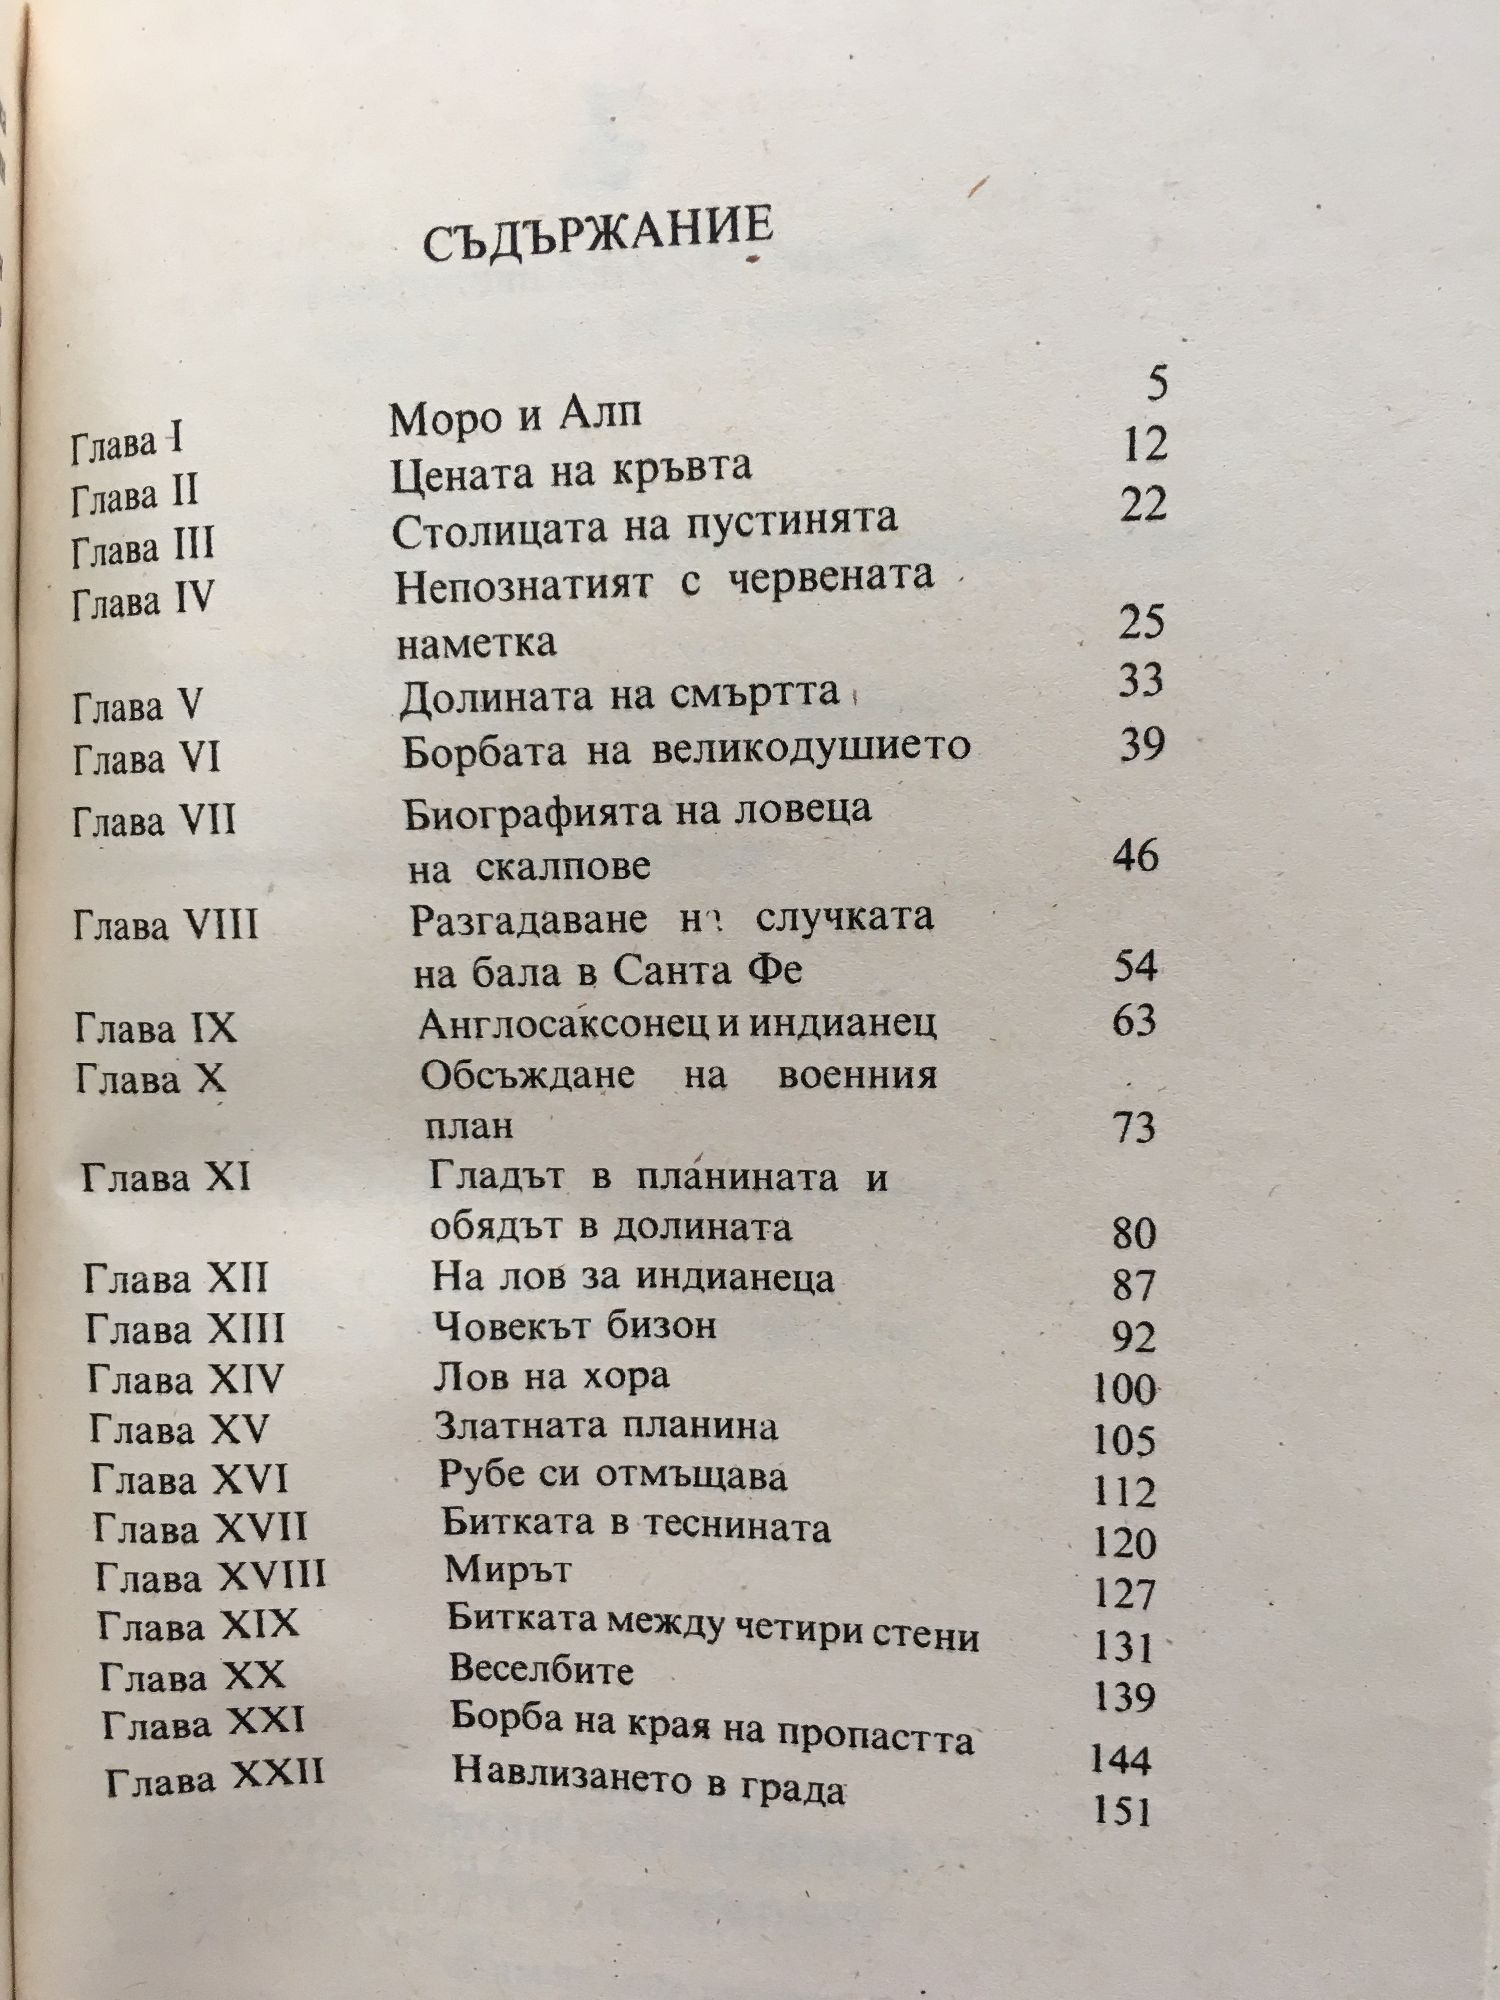 СЪДЪРЖАНИЕ
Глава I Моро и Алп 5
Глава II Цената на кръвта 12
Глава III Столицата на пустинята 22
Глава IV Непознатият с червената
наметка 25
Глава V Долината на смъртта 33
Глава VI Борбата на великодушието 39
Глава VII Биографията на ловеца
на скалпове 46
Глава VIII Разгадаване на случката
на бала в Санта Фе 54
Глава IX Англосаксонец и индианец 63
Глава X Обсъждане на военния
план 73
Глава XI Гладът в планината и
обядът в долината 80
Глава XII На лов за индианеца 87
Глава XIII Човекът бизон 92
Глава XIV Лов на хора 100
Глава XV Златната планина 105
Глава XVI Рубе си отмъщава 112
Глава XVII Битката в теснината 120
Глава XVIII Мирът 127
Глава XIX Битката между четири стени 131
Глава XX Веселбите 139
Глава XXI Борба на края на пропастта 144
Глава XXII Навлизането в града 151